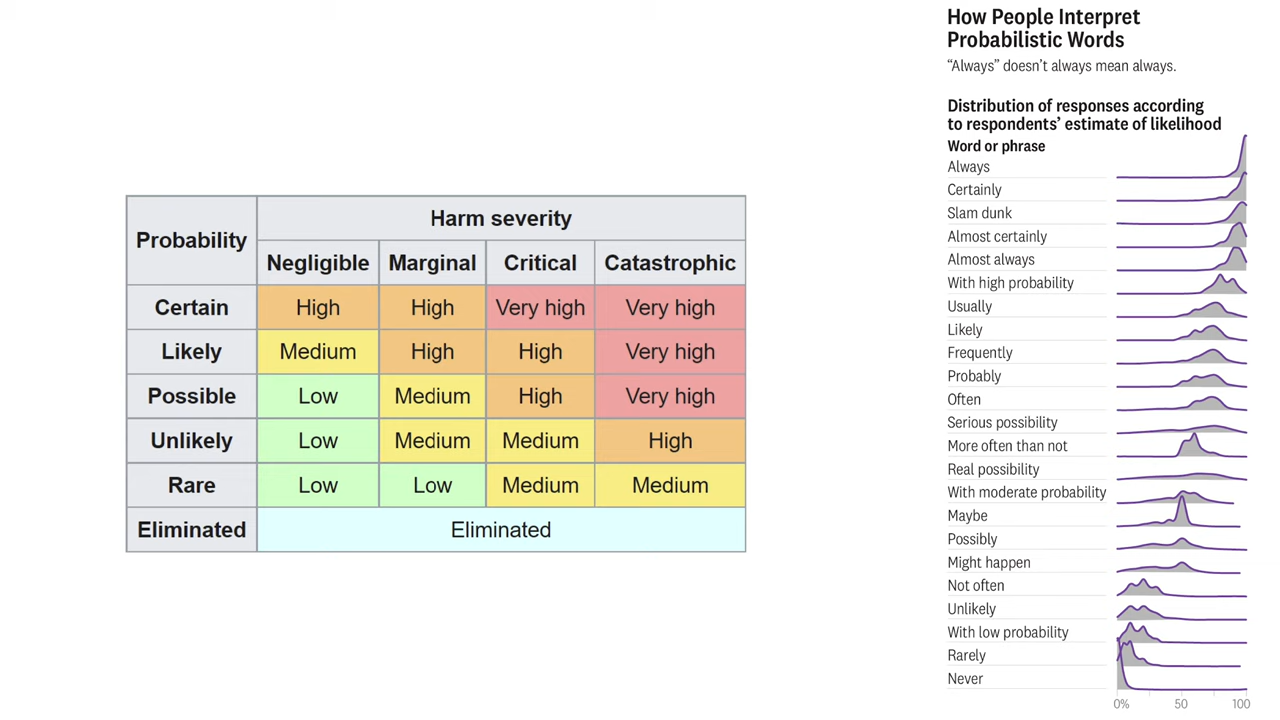 Probability
Harm severity
Negligible Marginal Critical Catastrophic
Certain High High Very high Very high
Likely Medium High High Very high
Possible Low Medium High Very high
Unlikely Low Medium Medium High
Rare Low Low Medium Medium
Eliminated Eliminated
How People Interpret
Probabilistic Words
“Always” doesn’t always mean always.
Distribution of responses according
to respondents’ estimate of likelihood
Word or phrase
Always
Certainly
Slam dunk
Almost certainly
Almost always
With high probability
Usually
Likely
Frequently
Probably
Often
Serious possibility
More often than not
Real possibility
With moderate probability
Maybe
Possibly
Might happen
Not often
Unlikely
With low probability
Rarely
Never
0% 50 100